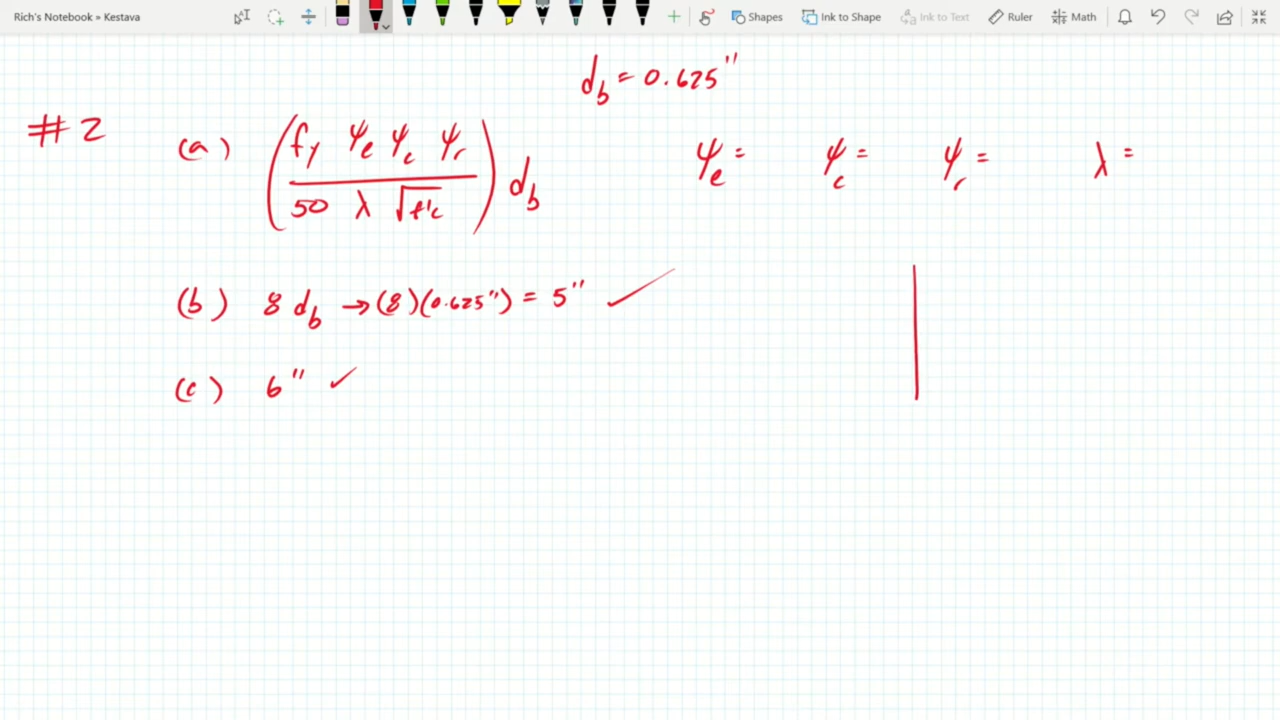 Rich's Notebook » Kestava Shapes Ink to Shape Ink to Text Ruler Math
d_b = 0.625"
#2 (a) (f_y ψ_e ψ_c ψ_r / 50 λ √f'c) d_b ψ_e = ψ_c = ψ_r = λ =
(b) 8 d_b → (8)(0.625") = 5" ✓
(c) 6" ✓